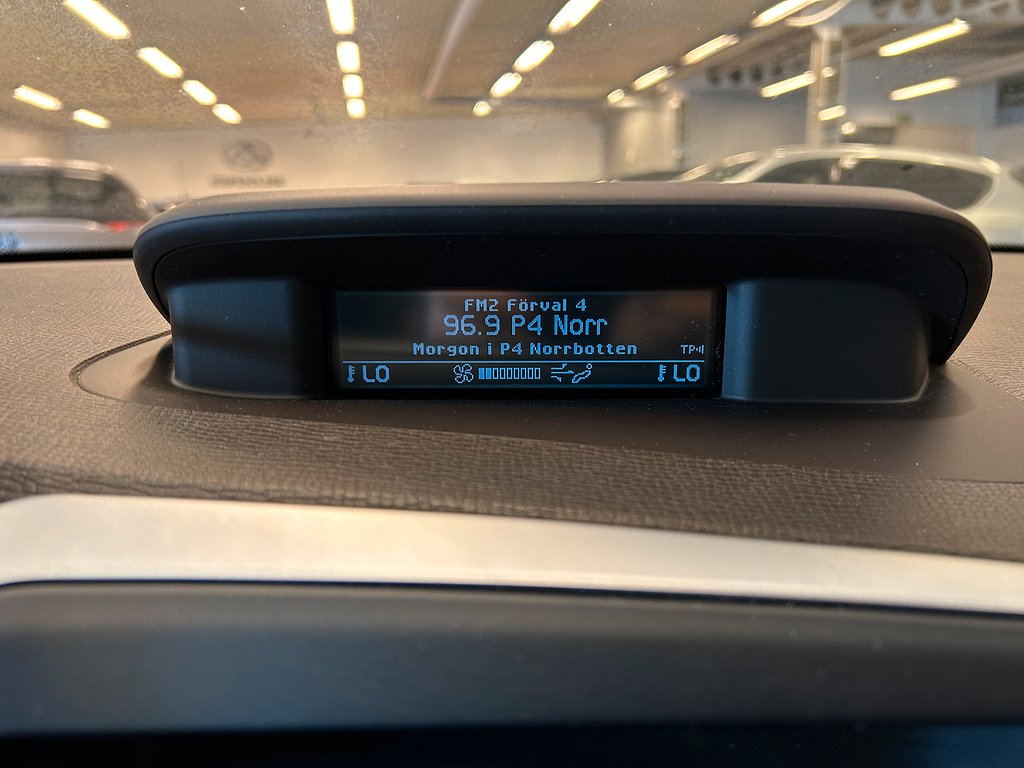 FM2 Förval 4
96.9 P4 Norr
Morgon i P4 Norrbotten TP
LO LO